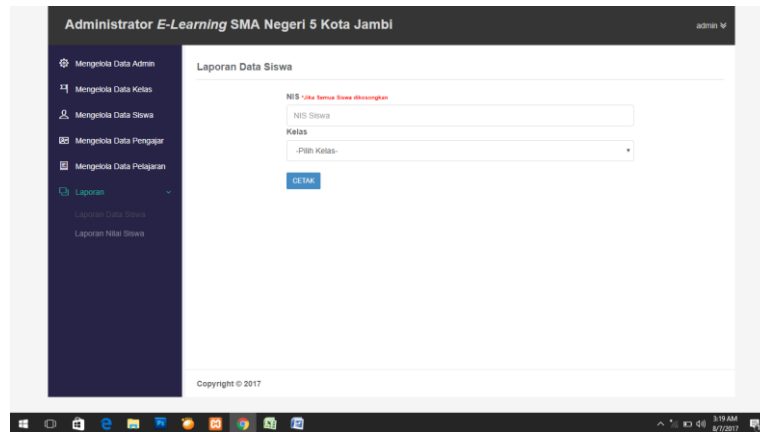 Administrator E-Learning SMA Negeri 5 Kota Jambi
admin
Mengelola Data Admin
Mengelola Data Kelas
Mengelola Data Siswa
Mengelola Data Pengajar
Mengelola Data Pelajaran
Laporan
Laporan Data Siswa
Laporan Nilai Siswa
Laporan Data Siswa
NIS *Jika Semua Siswa dikosongkan
NIS Siswa
Kelas
-Pilih Kelas-
CETAK
Copyright © 2017
3:19 AM
8/7/2017